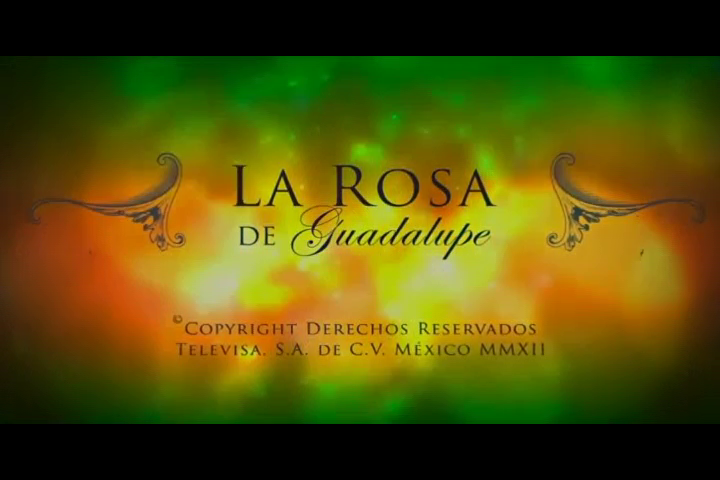 LA ROSA
DE Guadalupe
©COPYRIGHT DERECHOS RESERVADOS
TELEVISA, S.A. DE C.V. MÉXICO MMXII